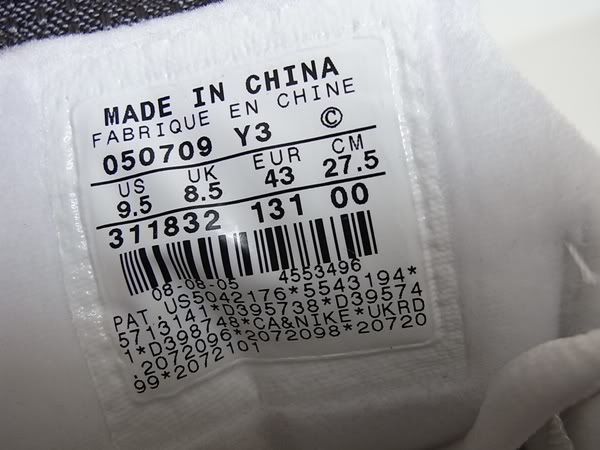 MADE IN CHINA
FABRIQUE EN CHINE
050709 Y3 ©
US UK EUR CM
9.5 8.5 43 27.5
311832 131 00
08-08-05 4553496
PAT. US5042176*5543194*
5713141*D395738*D39574
1*D398748*CA&NIKE*UKRD
.2072096*2072098*20720
99*2072101